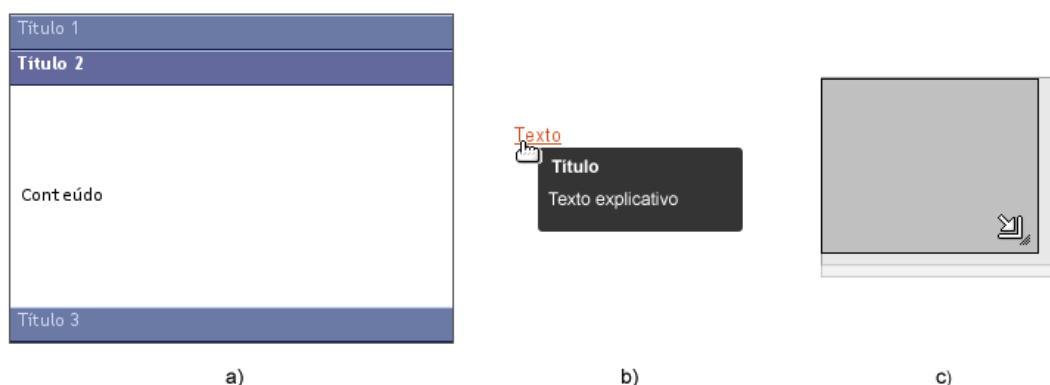 Título 1
Título 2
Conteúdo
Título 3
a)
Texto
Título
Texto explicativo
b)
c)